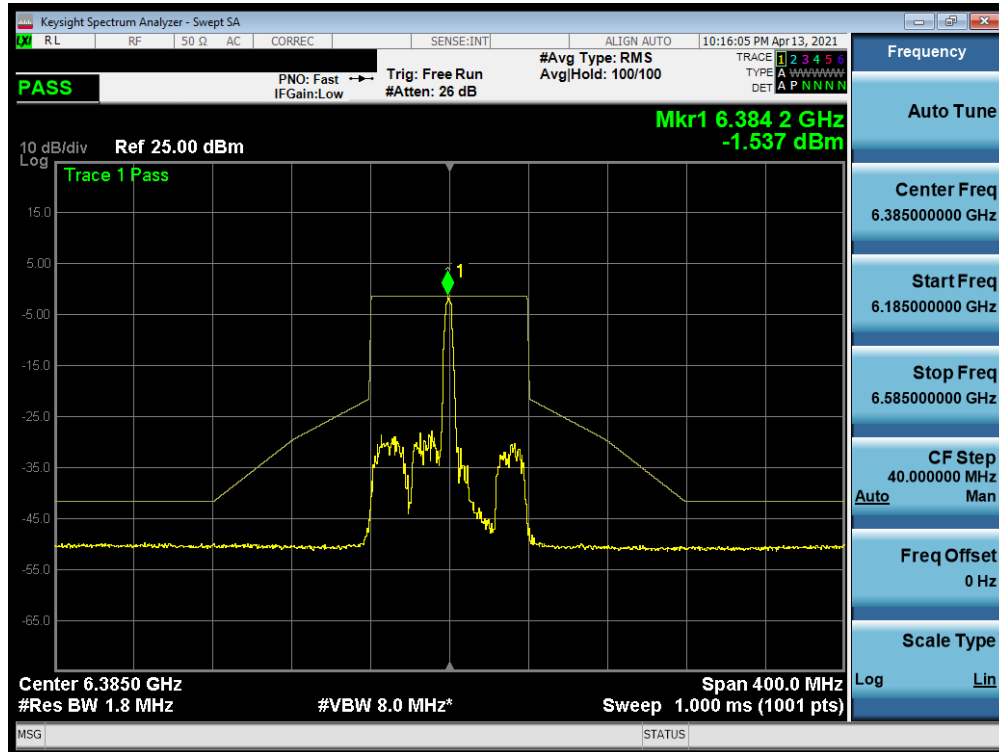 Keysight Spectrum Analyzer - Swept SA
LXI RL RF 50 Ω AC CORREC SENSE:INT ALIGN AUTO 10:16:05 PM Apr 13, 2021
PASS
PNO: Fast
IFGain:Low
Trig: Free Run
#Atten: 26 dB
#Avg Type: RMS
Avg|Hold: 100/100
TRACE 1 2 3 4 5 6
TYPE A WWWWW
DET A P N N N N
Mkr1 6.384 2 GHz
-1.537 dBm
10 dB/div Ref 25.00 dBm
Log
Trace 1 Pass
15.0
5.00
1
-5.00
-15.0
-25.0
-35.0
-45.0
-55.0
-65.0
Center 6.3850 GHz Span 400.0 MHz
#Res BW 1.8 MHz #VBW 8.0 MHz* Sweep 1.000 ms (1001 pts)
MSG STATUS
Frequency
Auto Tune
Center Freq
6.385000000 GHz
Start Freq
6.185000000 GHz
Stop Freq
6.585000000 GHz
CF Step
40.000000 MHz
Auto Man
Freq Offset
0 Hz
Scale Type
Log Lin